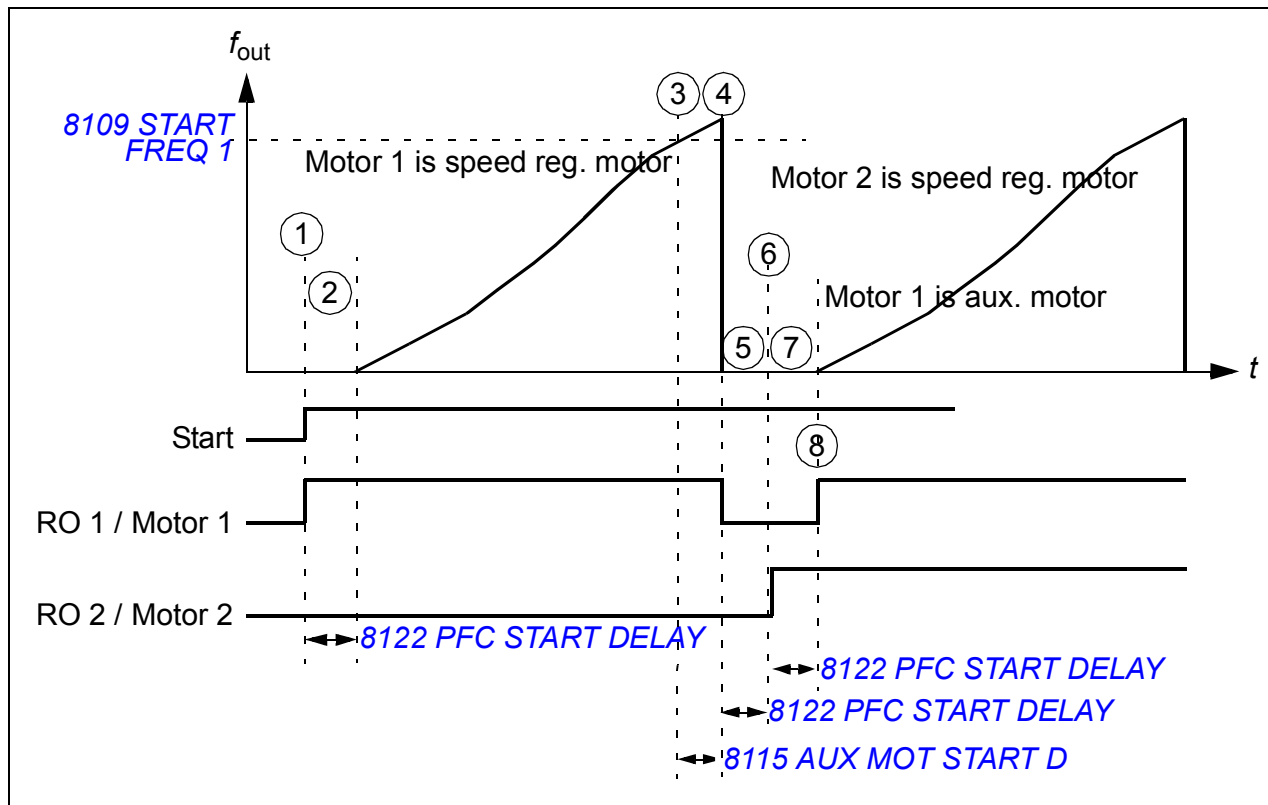 fout
8109 START
FREQ 1
3
4
Motor 1 is speed reg. motor
Motor 2 is speed reg. motor
1
2
6
Motor 1 is aux. motor
5
7
t
Start
8
RO 1 / Motor 1
RO 2 / Motor 2
8122 PFC START DELAY
8122 PFC START DELAY
8122 PFC START DELAY
8115 AUX MOT START D